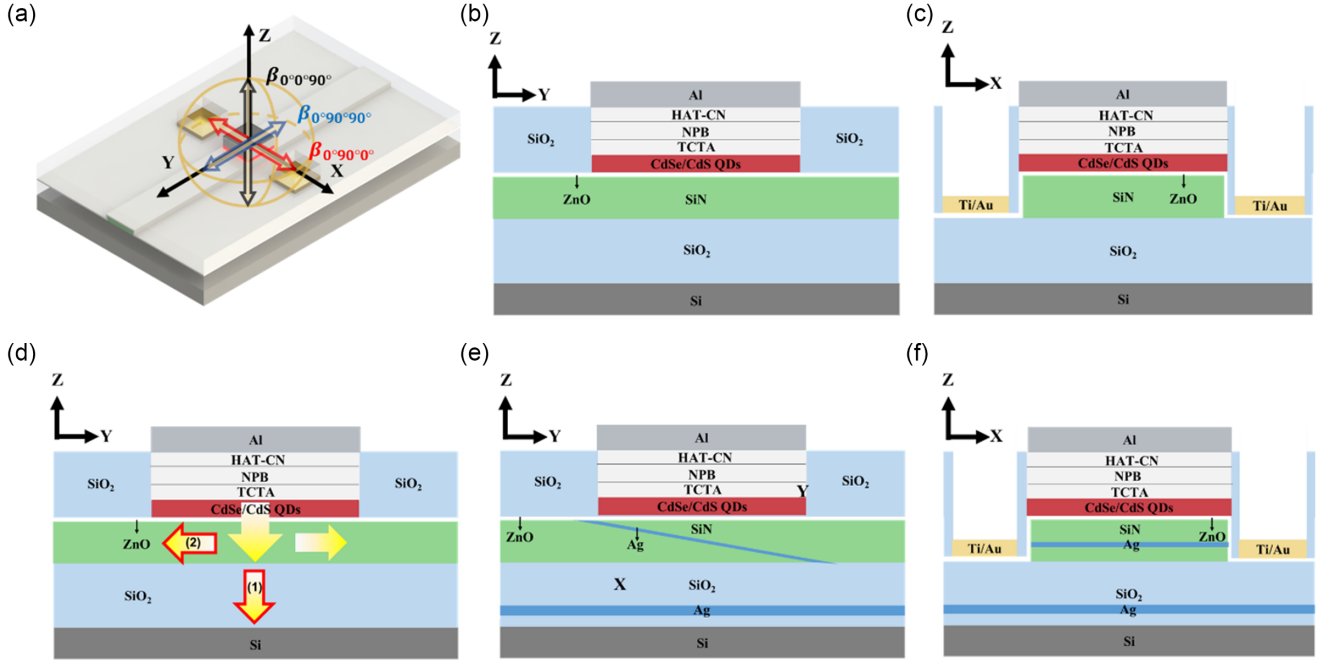 (a)
Z
β0°0°90°
β0°90°90°
β0°90°0°
Y
X
(b)
Z
Y
Al
HAT-CN
NPB
TCTA
CdSe/CdS QDs
SiO2
SiO2
ZnO
SiN
SiO2
Si
(c)
Z
X
Al
HAT-CN
NPB
TCTA
CdSe/CdS QDs
Ti/Au
SiN
ZnO
Ti/Au
SiO2
Si
(d)
Z
Y
Al
HAT-CN
NPB
TCTA
CdSe/CdS QDs
SiO2
SiO2
ZnO
(2)
(1)
SiO2
Si
(e)
Z
Y
Al
HAT-CN
NPB
TCTA
Y
CdSe/CdS QDs
SiO2
SiO2
ZnO
SiN
Ag
X
SiO2
Ag
Si
(f)
Z
X
Al
HAT-CN
NPB
TCTA
CdSe/CdS QDs
Ti/Au
SiN
Ag
ZnO
Ti/Au
SiO2
Ag
Si